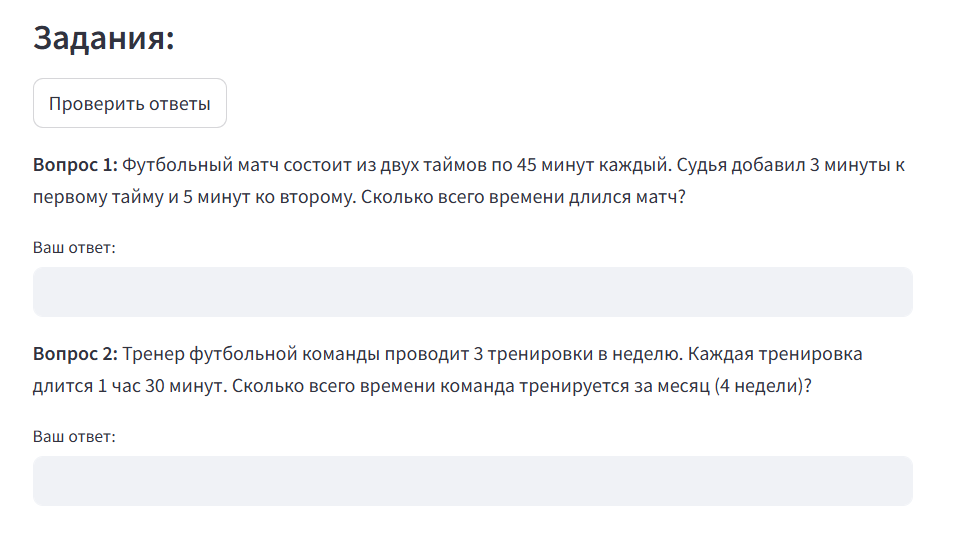 Задания:
Проверить ответы
Вопрос 1: Футбольный матч состоит из двух таймов по 45 минут каждый. Судья добавил 3 минуты к
первому тайму и 5 минут ко второму. Сколько всего времени длился матч?
Ваш ответ:
Вопрос 2: Тренер футбольной команды проводит 3 тренировки в неделю. Каждая тренировка
длится 1 час 30 минут. Сколько всего времени команда тренируется за месяц (4 недели)?
Ваш ответ: